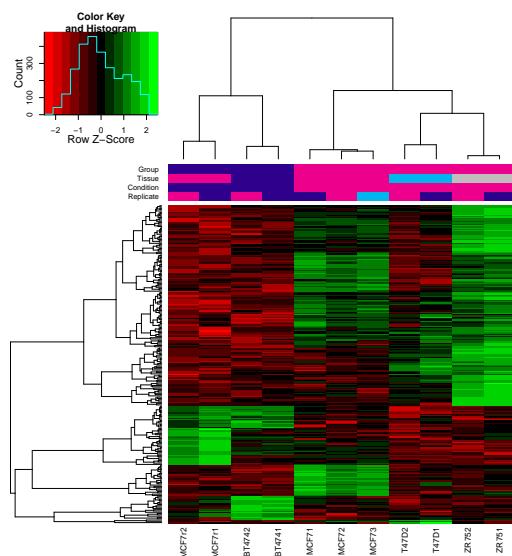 Color Key
and Histogram
Count
0 100 300
−2 −1 0 1 2
Row Z−Score
Group
Tissue
Condition
Replicate
MCF7r2
MCF7r1
BT4742
BT4741
MCF71
MCF72
MCF73
T47D2
T47D1
ZR752
ZR751